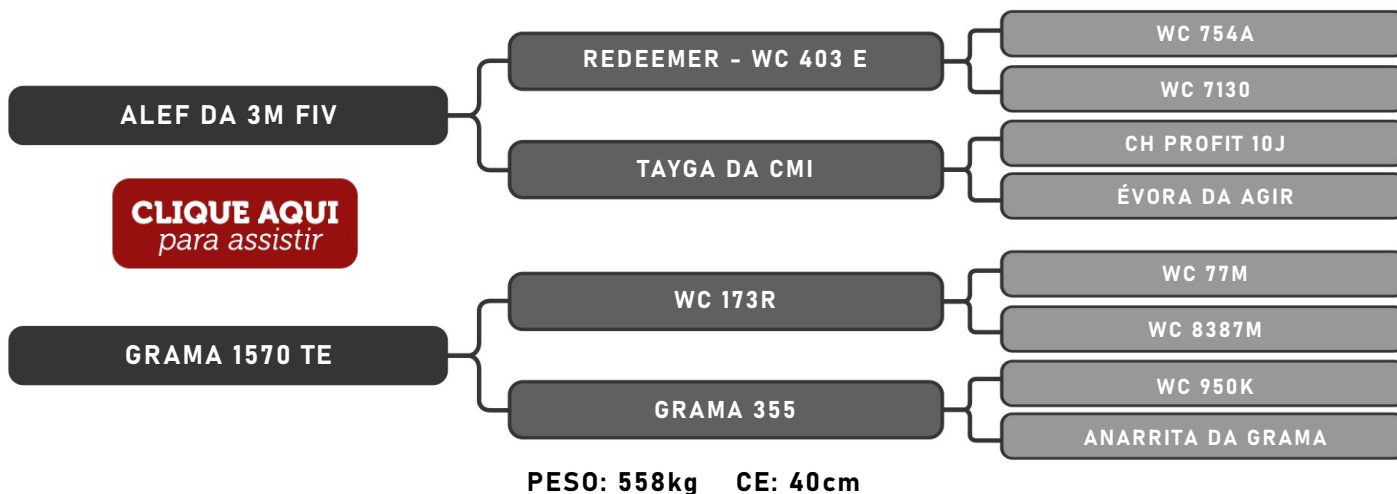 ALEF DA 3M FIV
REDEEMER - WC 403 E
WC 754A
WC 7130
TAYGA DA CMI
CH PROFIT 10J
ÉVORA DA AGIR
CLIQUE AQUI
para assistir
GRAMA 1570 TE
WC 173R
WC 77M
WC 8387M
GRAMA 355
WC 950K
ANARRITA DA GRAMA
PESO: 558kg CE: 40cm